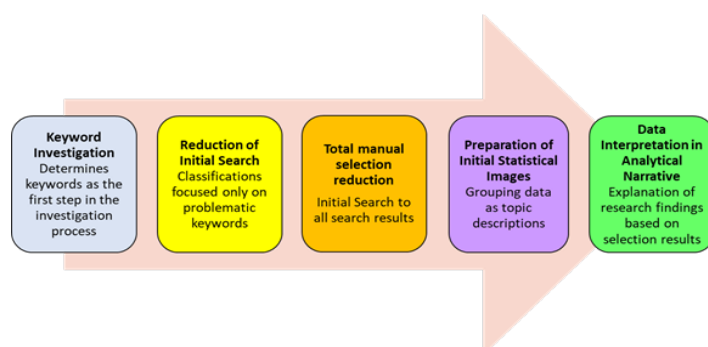 Keyword
Investigation
Determines
keywords as the
first step in the
investigation
process
Reduction of
Initial Search
Classifications
focused only on
problematic
keywords
Total manual
selection
reduction
Initial Search to
all search results
Preparation of
Initial Statistical
Images
Grouping data
as topic
descriptions
Data
Interpretation in
Analytical
Narrative
Explanation of
research findings
based on
selection results